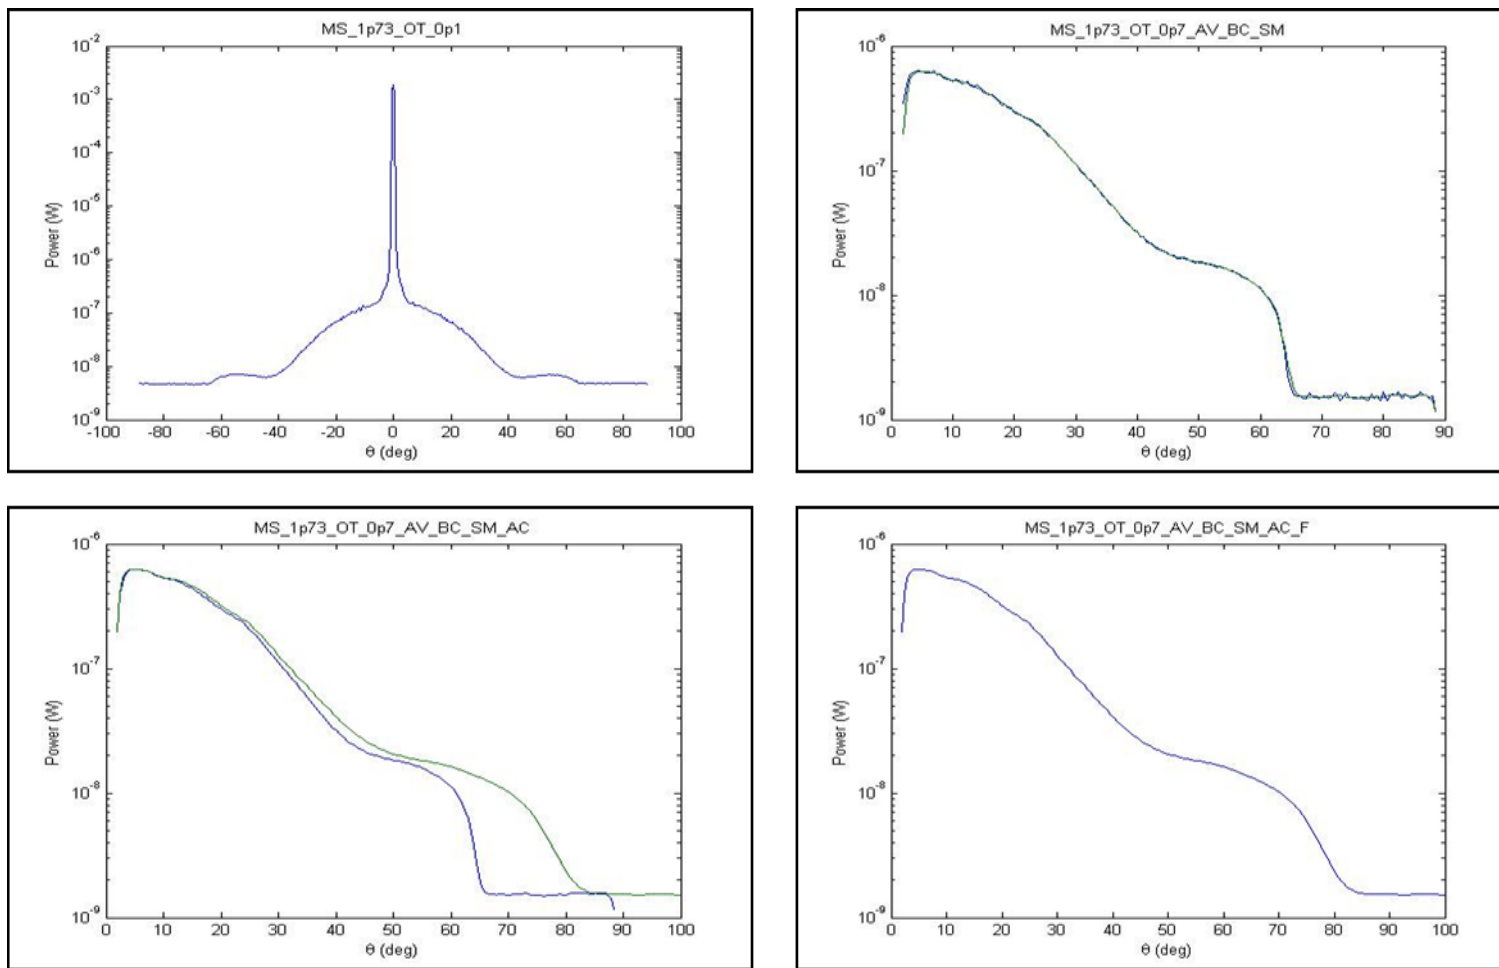 MS_1p73_OT_0p1
10-2
10-3
10-4
10-5
10-6
10-7
10-8
10-9
Power (W)
-100 -80 -60 -40 -20 0 20 40 60 80 100
θ (deg)
MS_1p73_OT_0p7_AV_BC_SM
10-6
10-7
10-8
10-9
Power (W)
0 10 20 30 40 50 60 70 80 90
θ (deg)
MS_1p73_OT_0p7_AV_BC_SM_AC
10-6
10-7
10-8
10-9
Power (W)
0 10 20 30 40 50 60 70 80 90 100
θ (deg)
MS_1p73_OT_0p7_AV_BC_SM_AC_F
10-6
10-7
10-8
10-9
Power (W)
0 10 20 30 40 50 60 70 80 90 100
θ (deg)